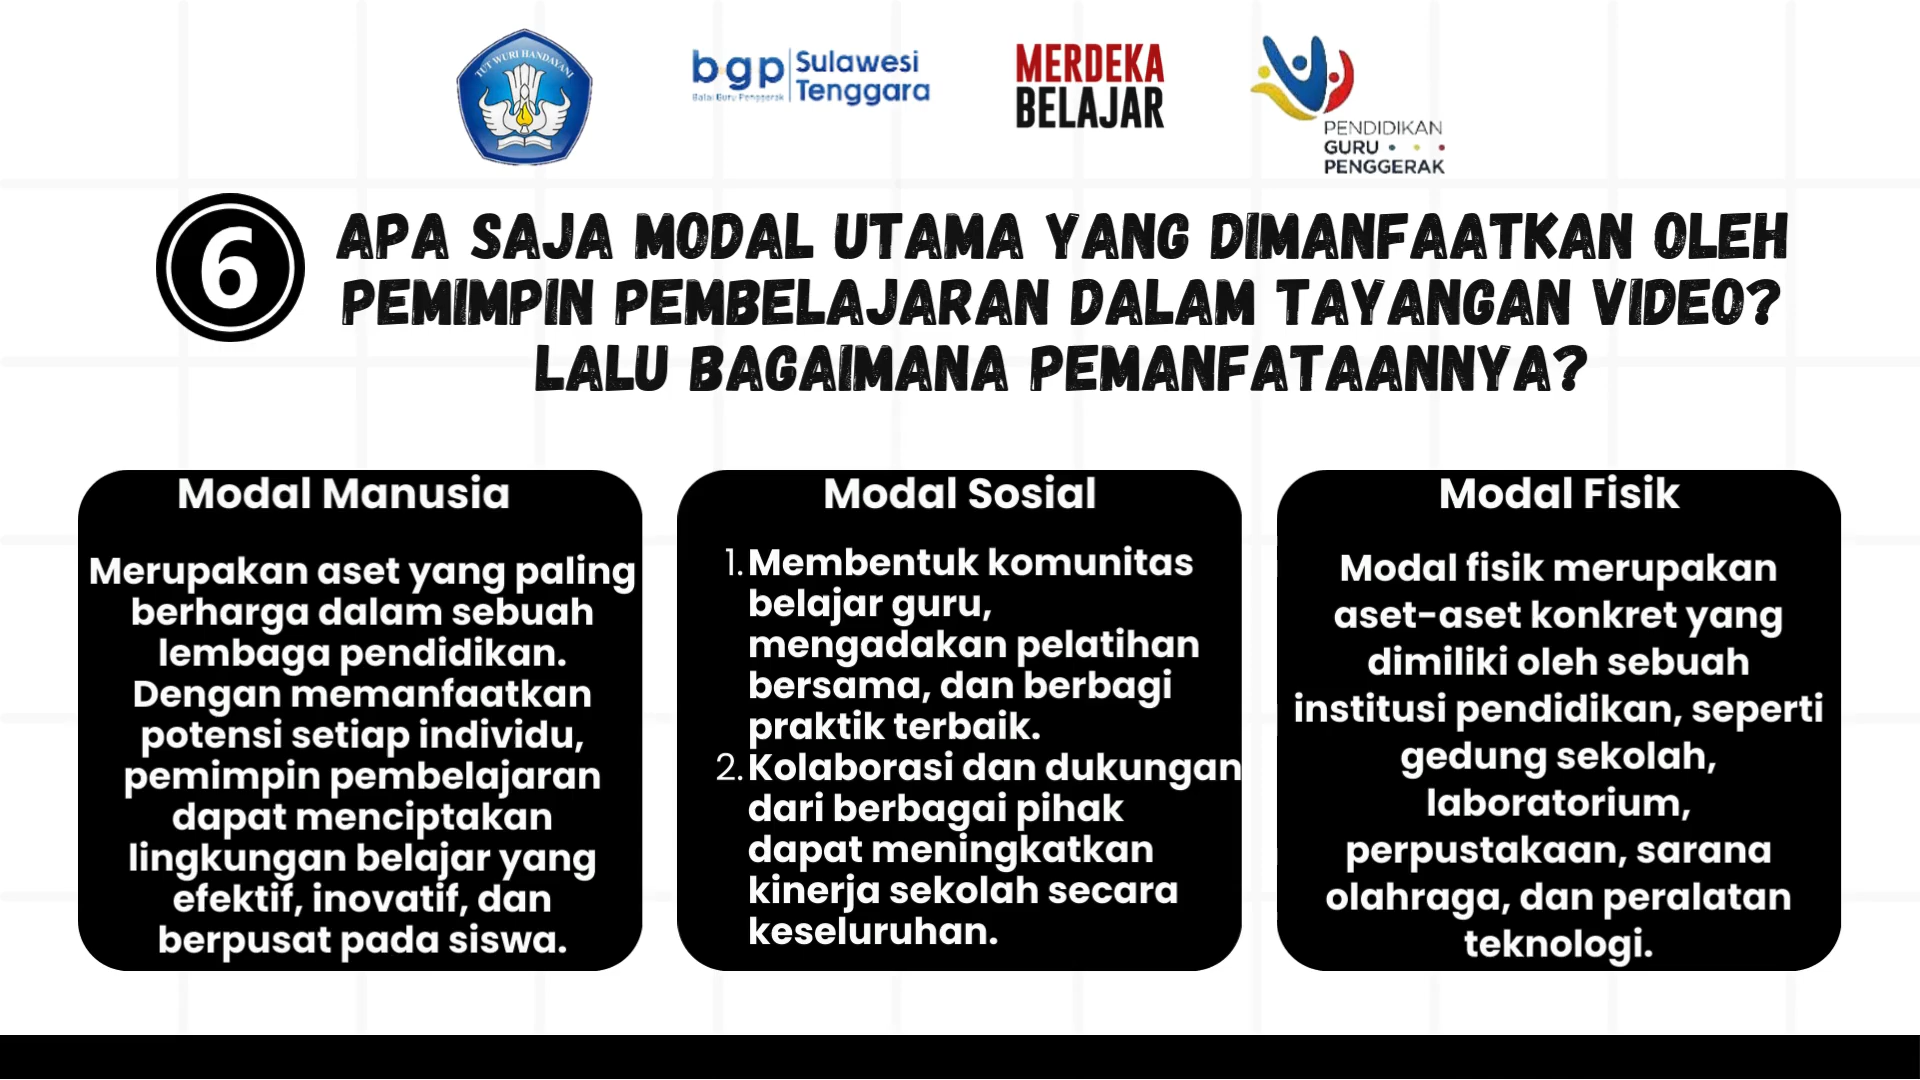 TUT WURI HANDAYANI
bgp
Balai Guru Penggerak
Sulawesi
Tenggara
MERDEKA
BELAJAR
PENDIDIKAN
GURU
PENGGERAK
6
APA SAJA MODAL UTAMA YANG DIMANFAATKAN OLEH
PEMIMPIN PEMBELAJARAN DALAM TAYANGAN VIDEO?
LALU BAGAIMANA PEMANFATAANNYA?
Modal Manusia
Merupakan aset yang paling
berharga dalam sebuah
lembaga pendidikan.
Dengan memanfaatkan
potensi setiap individu,
pemimpin pembelajaran
dapat menciptakan
lingkungan belajar yang
efektif, inovatif, dan
berpusat pada siswa.
Modal Sosial
1. Membentuk komunitas
belajar guru,
mengadakan pelatihan
bersama, dan berbagi
praktik terbaik.
2. Kolaborasi dan dukungan
dari berbagai pihak
dapat meningkatkan
kinerja sekolah secara
keseluruhan.
Modal Fisik
Modal fisik merupakan
aset-aset konkret yang
dimiliki oleh sebuah
institusi pendidikan, seperti
gedung sekolah,
laboratorium,
perpustakaan, sarana
olahraga, dan peralatan
teknologi.